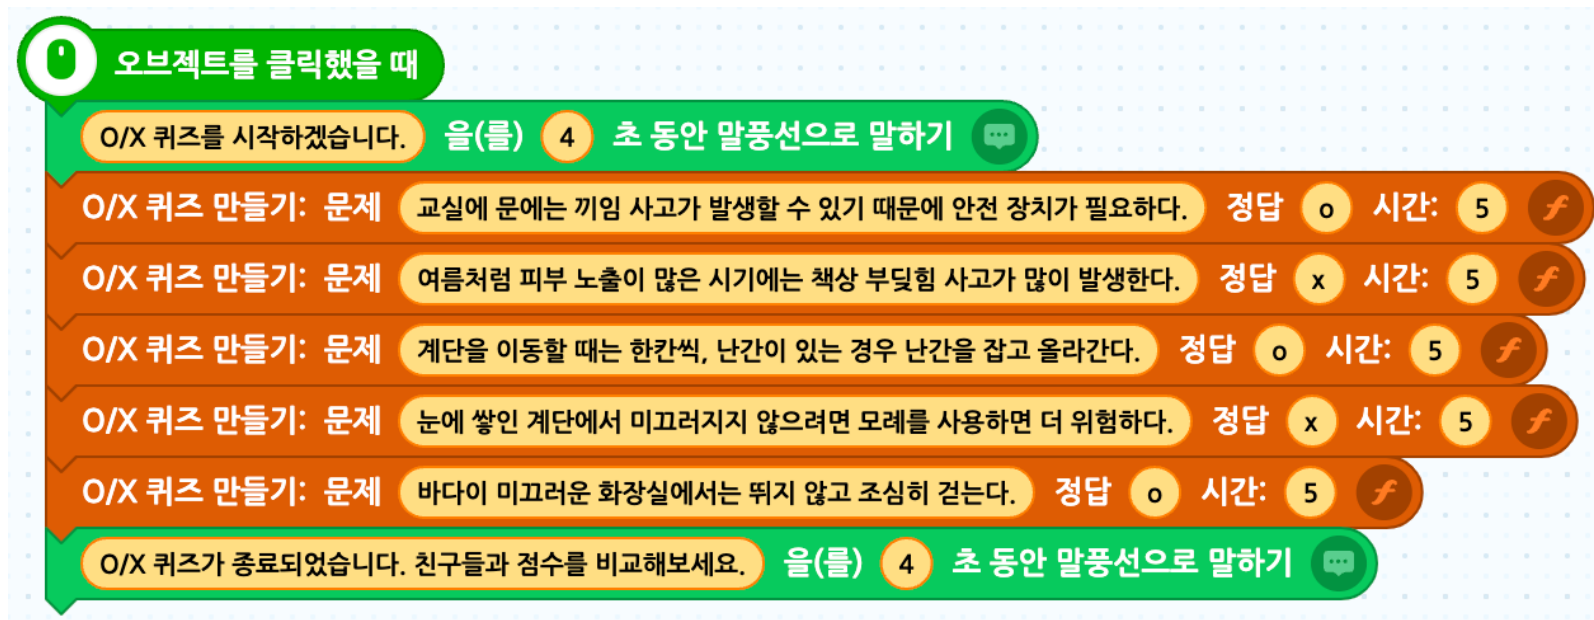 오브젝트를 클릭했을 때
O/X 퀴즈를 시작하겠습니다. 을(를) 4 초 동안 말풍선으로 말하기
O/X 퀴즈 만들기: 문제 교실에 문에는 끼임 사고가 발생할 수 있기 때문에 안전 장치가 필요하다. 정답 o 시간: 5
O/X 퀴즈 만들기: 문제 여름처럼 피부 노출이 많은 시기에는 책상 부딪힘 사고가 많이 발생한다. 정답 x 시간: 5
O/X 퀴즈 만들기: 문제 계단을 이동할 때는 한칸씩, 난간이 있는 경우 난간을 잡고 올라간다. 정답 o 시간: 5
O/X 퀴즈 만들기: 문제 눈에 쌓인 계단에서 미끄러지지 않으려면 모례를 사용하면 더 위험하다. 정답 x 시간: 5
O/X 퀴즈 만들기: 문제 바다이 미끄러운 화장실에서는 뛰지 않고 조심히 걷는다. 정답 o 시간: 5
O/X 퀴즈가 종료되었습니다. 친구들과 점수를 비교해보세요. 을(를) 4 초 동안 말풍선으로 말하기